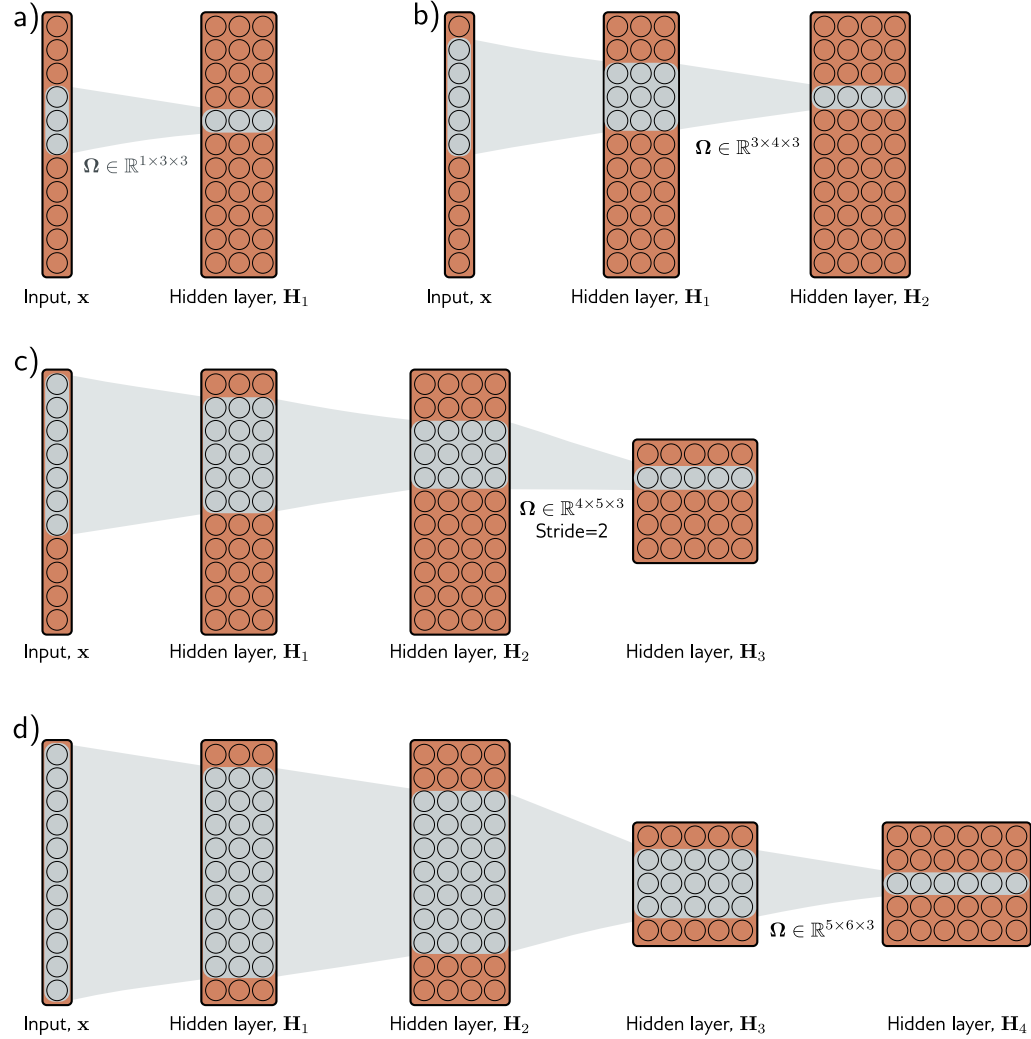 a)
Ω ∈ ℝ^{1×3×3}
Input, x
Hidden layer, H₁
b)
Ω ∈ ℝ^{3×4×3}
Input, x
Hidden layer, H₁
Hidden layer, H₂
c)
Ω ∈ ℝ^{4×5×3}
Stride=2
Input, x
Hidden layer, H₁
Hidden layer, H₂
Hidden layer, H₃
d)
Ω ∈ ℝ^{5×6×3}
Input, x
Hidden layer, H₁
Hidden layer, H₂
Hidden layer, H₃
Hidden layer, H₄